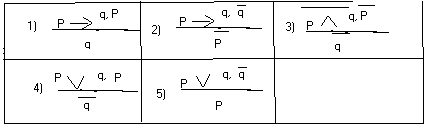 1) P → q, P
q
2) P → q, q̅
P̅
3) P̅ ̅∧̅ ̅q̅, P̅
q
4) P ∨ q, P
q̅
5) P ∨ q, q̅
P